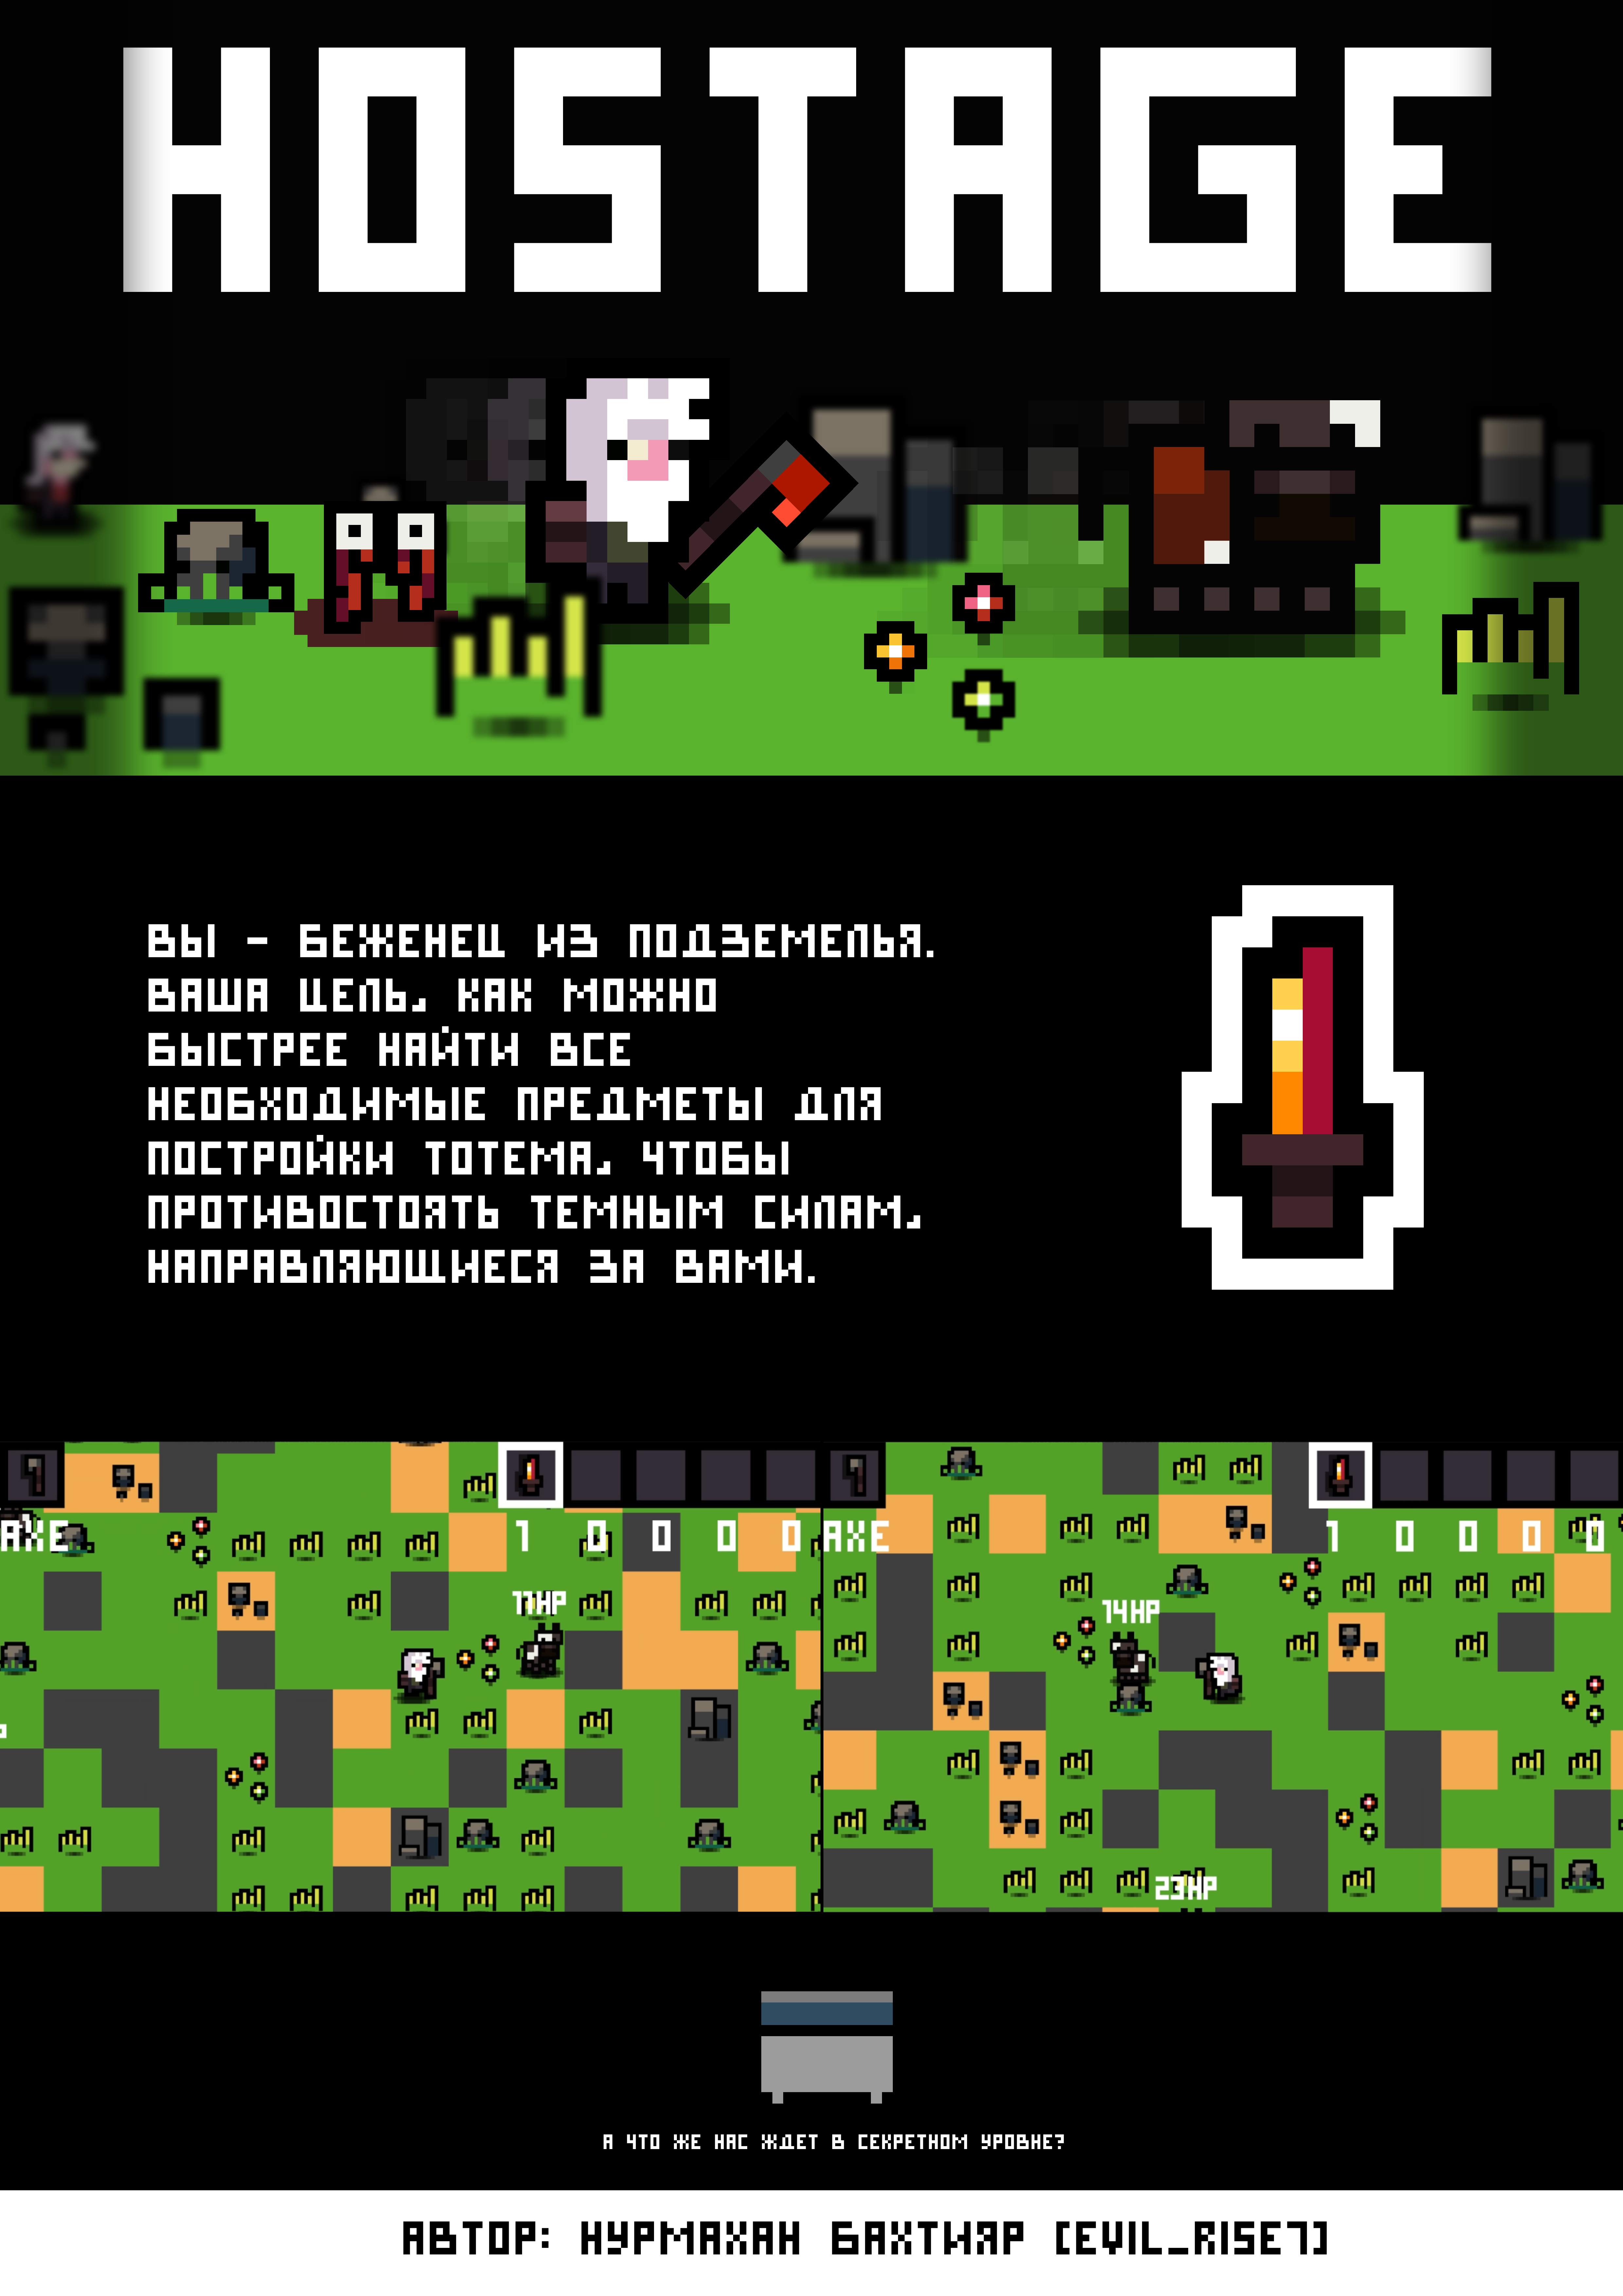 HOSTAGE
ВЫ - БЕЖЕНЕЦ ИЗ ПОДЗЕМЕЛЬЯ.
ВАША ЦЕЛЬ, КАК МОЖНО
БЫСТРЕЕ НАЙТИ ВСЕ
НЕОБХОДИМЫЕ ПРЕДМЕТЫ ДЛЯ
ПОСТРОЙКИ ТОТЕМА, ЧТОБЫ
ПРОТИВОСТОЯТЬ ТЕМНЫМ СИЛАМ,
НАПРАВЛЯЮЩИЕСЯ ЗА ВАМИ.
AXE 1 0 0 0 0
11HP
AXE 1 0 0 0 0
14HP
23HP
А ЧТО ЖЕ НАС ЖДЕТ В СЕКРЕТНОМ УРОВНЕ?
АВТОР: НУРМАХАН БАХТИЯР [EVIL_RISE7]